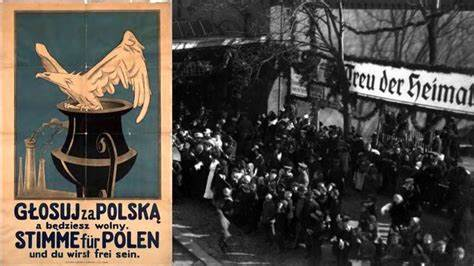 GŁOSUJ za POLSKĄ
a będziesz wolny.
STIMME für POLEN
und du wirst frei sein.
Treu der Heimat